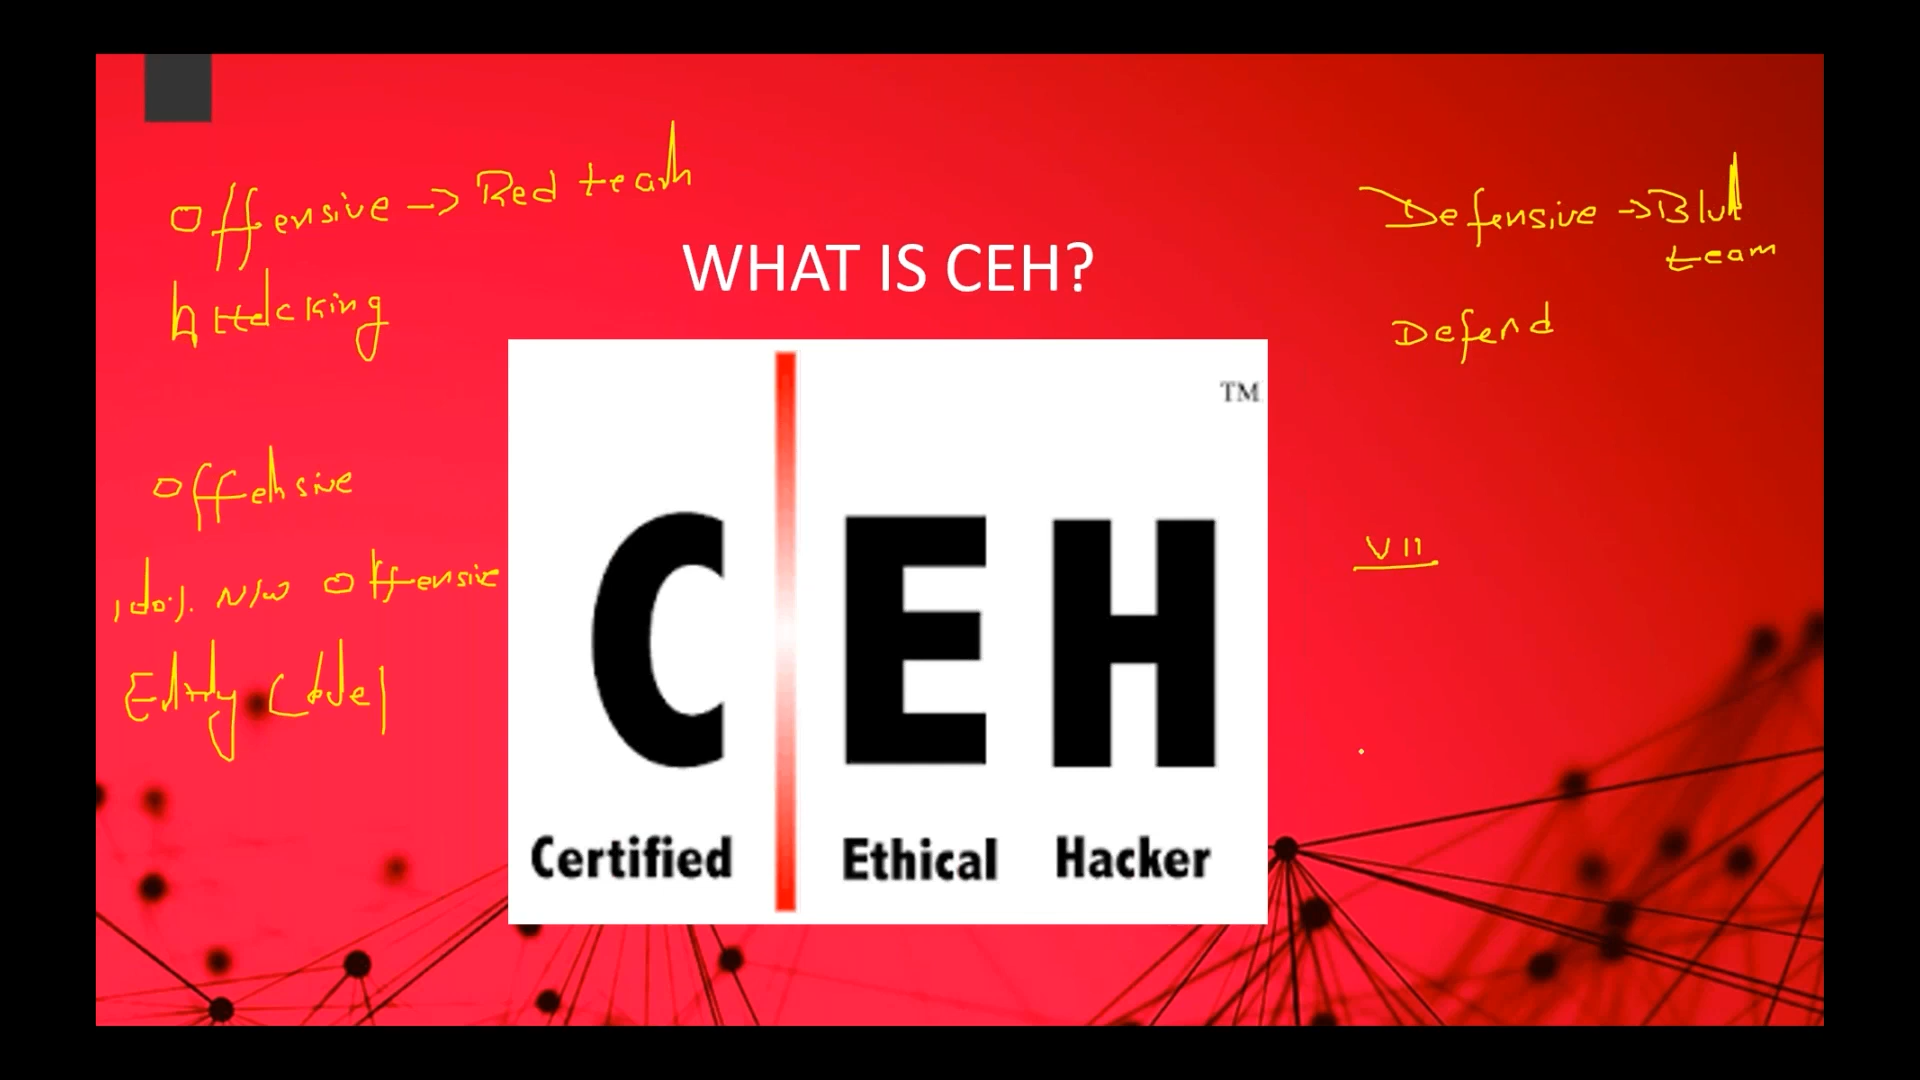 Offensive -> Red team
Defensive -> Blue
team
WHAT IS CEH?
Attacking
Defend
TM
Offensive
N/W Offensive
V11
Entry level
CEH
Certified Ethical Hacker